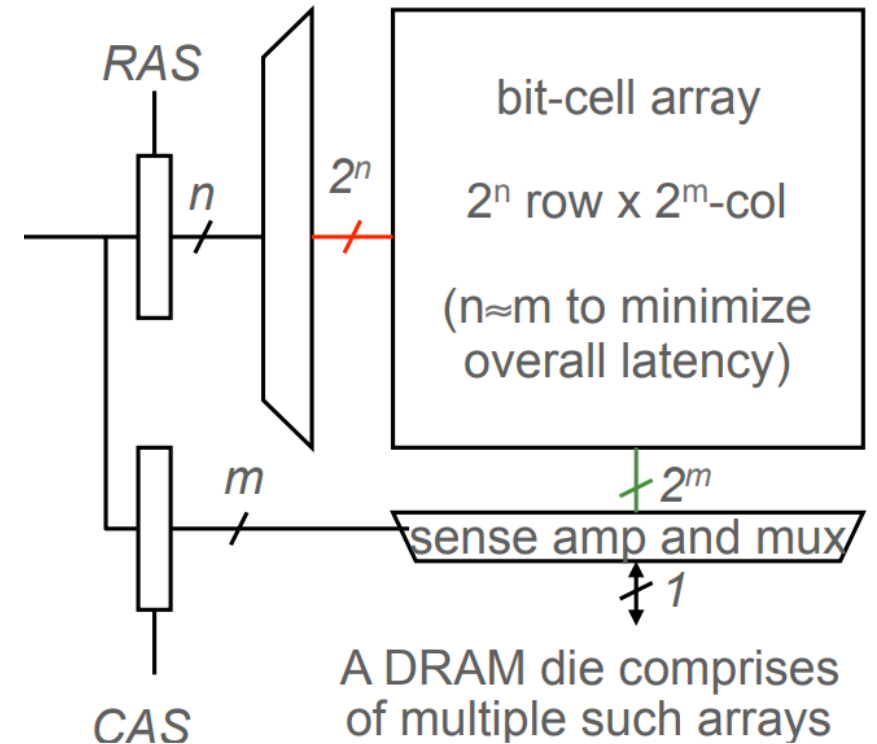 RAS
n
2ⁿ
bit-cell array
2ⁿ row x 2ᵐ-col
(n≈m to minimize
overall latency)
m
2ᵐ
sense amp and mux
1
A DRAM die comprises
of multiple such arrays
CAS